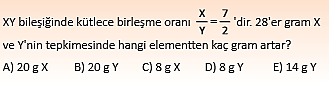 XY bileşiğinde kütlece birleşme oranı X/Y = 7/2 'dir. 28'er gram X
ve Y'nin tepkimesinde hangi elementten kaç gram artar?
A) 20 g X B) 20 g Y C) 8 g X D) 8 g Y E) 14 g Y